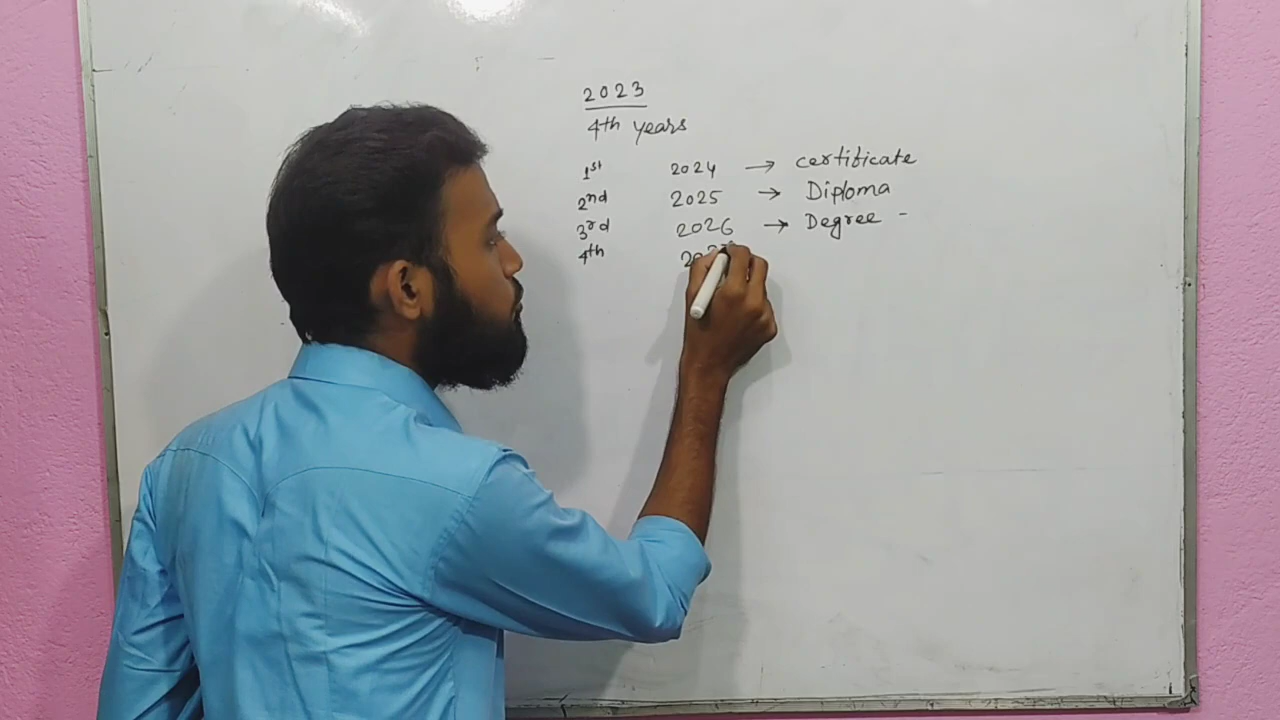 2023
4th years
1st 2024 → certificate
2nd 2025 → Diploma
3rd 2026 → Degree -
4th